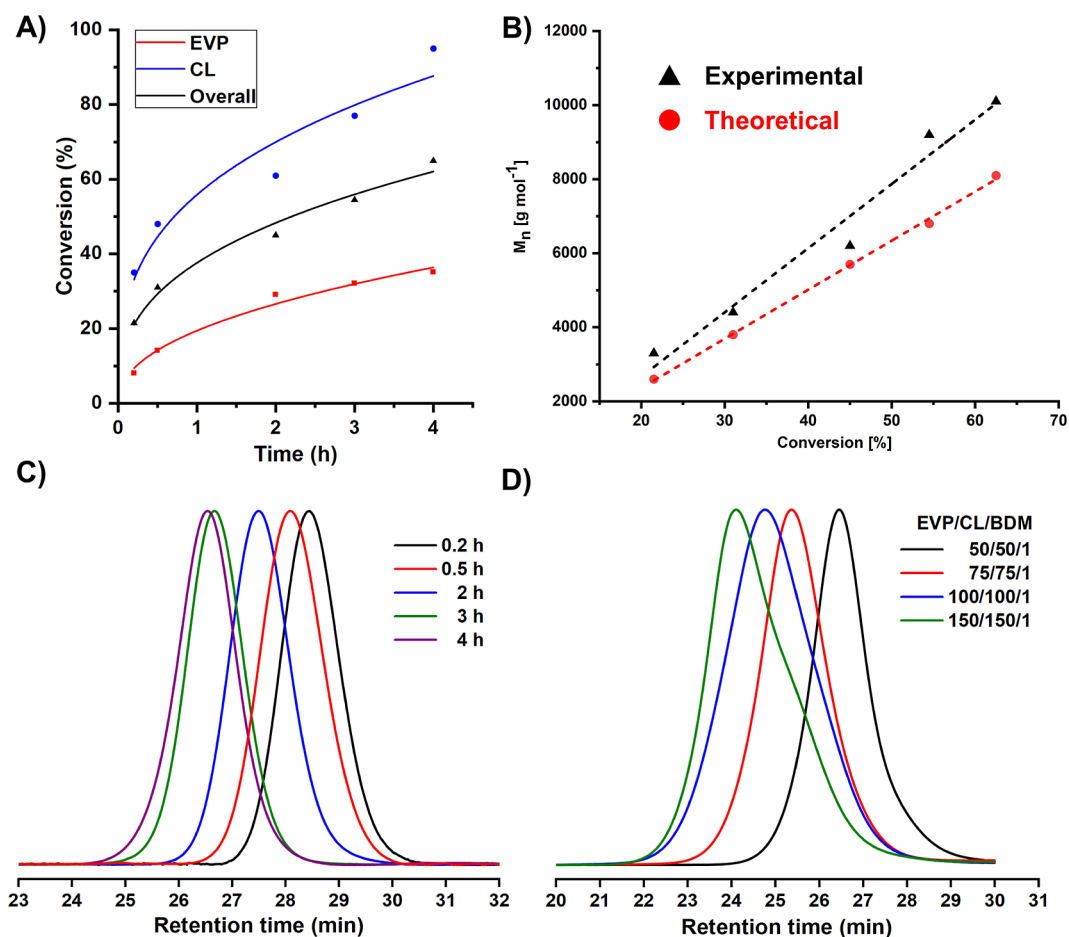 A)
EVP
CL
Overall
100
80
60
40
20
0
Conversion (%)
0 1 2 3 4
Time (h)
B)
Experimental
Theoretical
10000
8000
6000
4000
2000
Mn [g mol-1]
20 30 40 50 60 70
Conversion [%]
C)
0.2 h
0.5 h
2 h
3 h
4 h
23 24 25 26 27 28 29 30 31 32
Retention time (min)
D)
EVP/CL/BDM
50/50/1
75/75/1
100/100/1
150/150/1
20 21 22 23 24 25 26 27 28 29 30 31
Retention time (min)